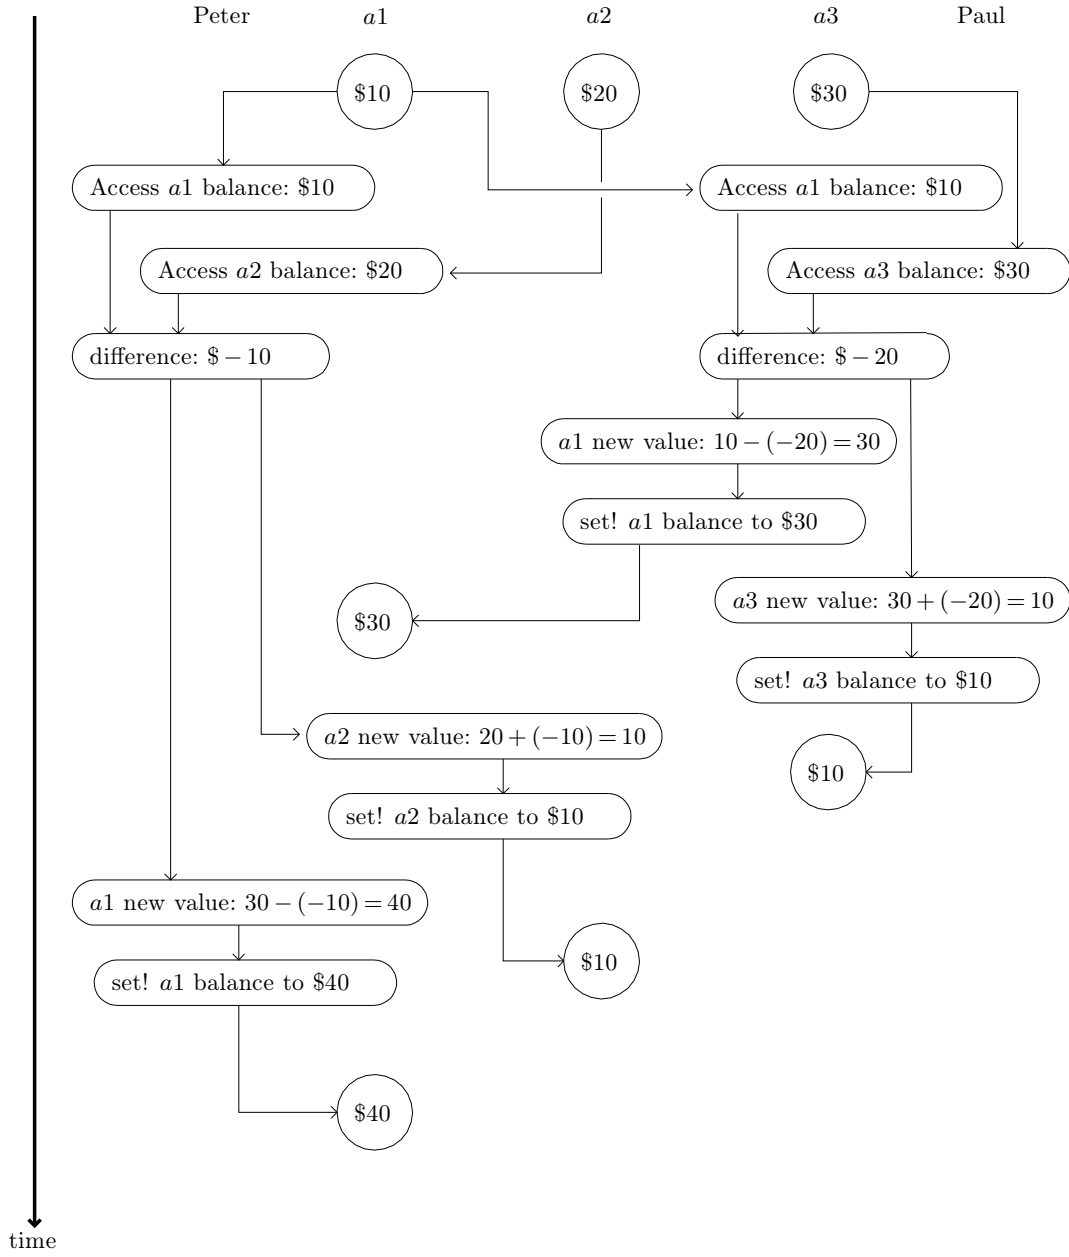 Peter a1 a2 a3 Paul
$10 $20 $30
Access a1 balance: $10 Access a1 balance: $10
Access a2 balance: $20 Access a3 balance: $30
difference: $ − 10 difference: $ − 20
a1 new value: 10 − (−20) = 30
set! a1 balance to $30
$30 a3 new value: 30 + (−20) = 10
set! a3 balance to $10
a2 new value: 20 + (−10) = 10
$10
set! a2 balance to $10
a1 new value: 30 − (−10) = 40
$10
set! a1 balance to $40
$40
time